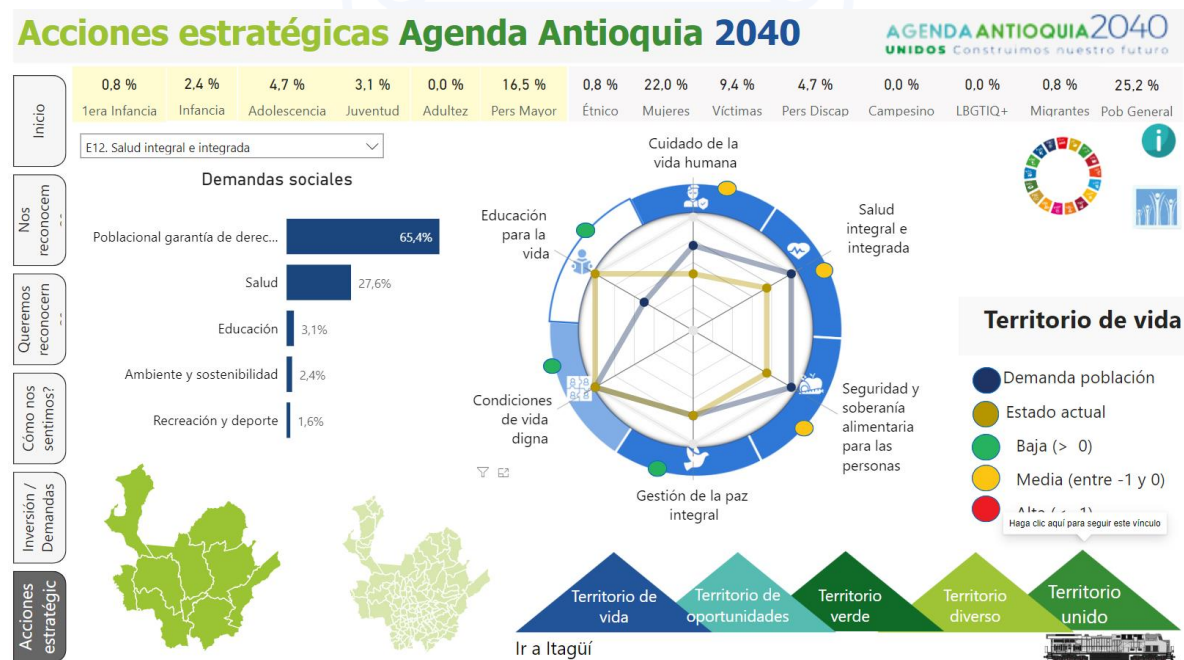 Acciones estratégicas Agenda Antioquia 2040
AGENDA ANTIOQUIA 2040
UNIDOS Construimos nuestro futuro
0,8 % 2,4 % 4,7 % 3,1 % 0,0 % 16,5 % 0,8 % 22,0 % 9,4 % 4,7 % 0,0 % 0,0 % 0,8 % 25,2 %
1era Infancia Infancia Adolescencia Juventud Adultez Pers Mayor Étnico Mujeres Víctimas Pers Discap Campesino LBGTIQ+ Migrantes Pob General
Inicio
Nos
reconocem
Queremos
reconocern
Cómo nos
sentimos?
Inversión /
Demandas
Acciones
estratégic
E12. Salud integral e integrada
Demandas sociales
Poblacional garantía de derec... 65,4%
Salud 27,6%
Educación 3,1%
Ambiente y sostenibilidad 2,4%
Recreación y deporte 1,6%
Cuidado de la
vida humana
Salud
integral e
integrada
Seguridad y
soberanía
alimentaria
para las
personas
Gestión de la paz
integral
Condiciones
de vida
digna
Educación
para la
vida
Territorio de vida
Demanda población
Estado actual
Baja (> 0)
Media (entre -1 y 0)
Haga clic aquí para seguir este vínculo
Territorio de
vida
Territorio de
oportunidades
Territorio
verde
Territorio
diverso
Territorio
unido
Ir a Itagüí